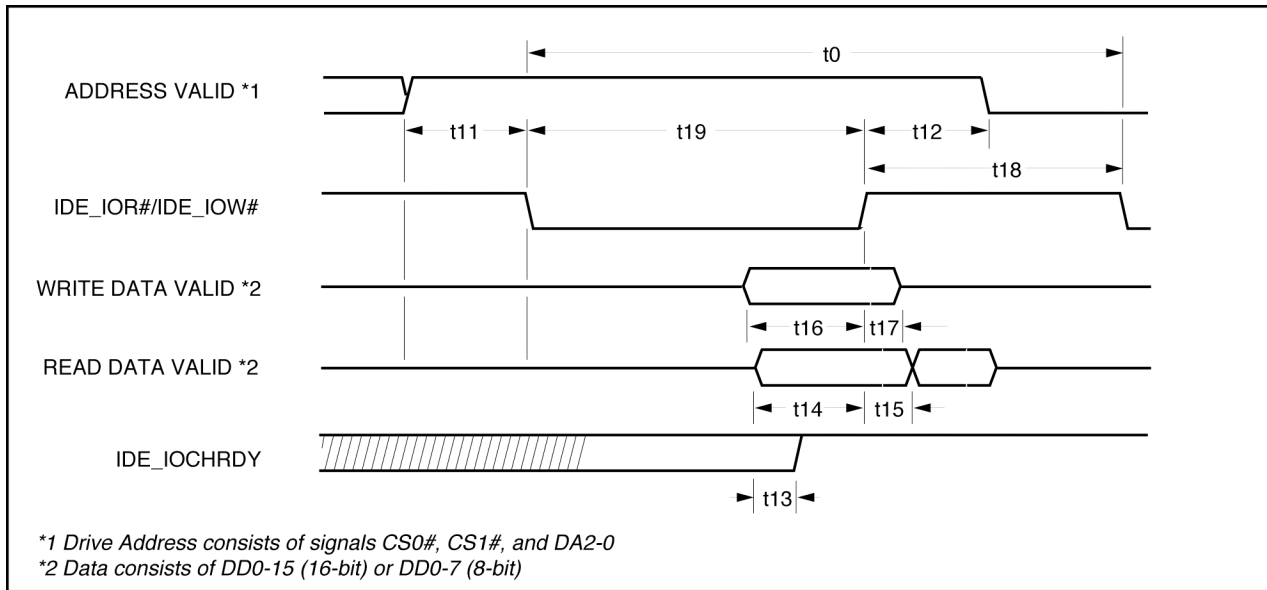 t0
ADDRESS VALID *1
t11
t19
t12
t18
IDE_IOR#/IDE_IOW#
WRITE DATA VALID *2
t16
t17
READ DATA VALID *2
t14
t15
IDE_IOCHRDY
t13
*1 Drive Address consists of signals CS0#, CS1#, and DA2-0
*2 Data consists of DD0-15 (16-bit) or DD0-7 (8-bit)